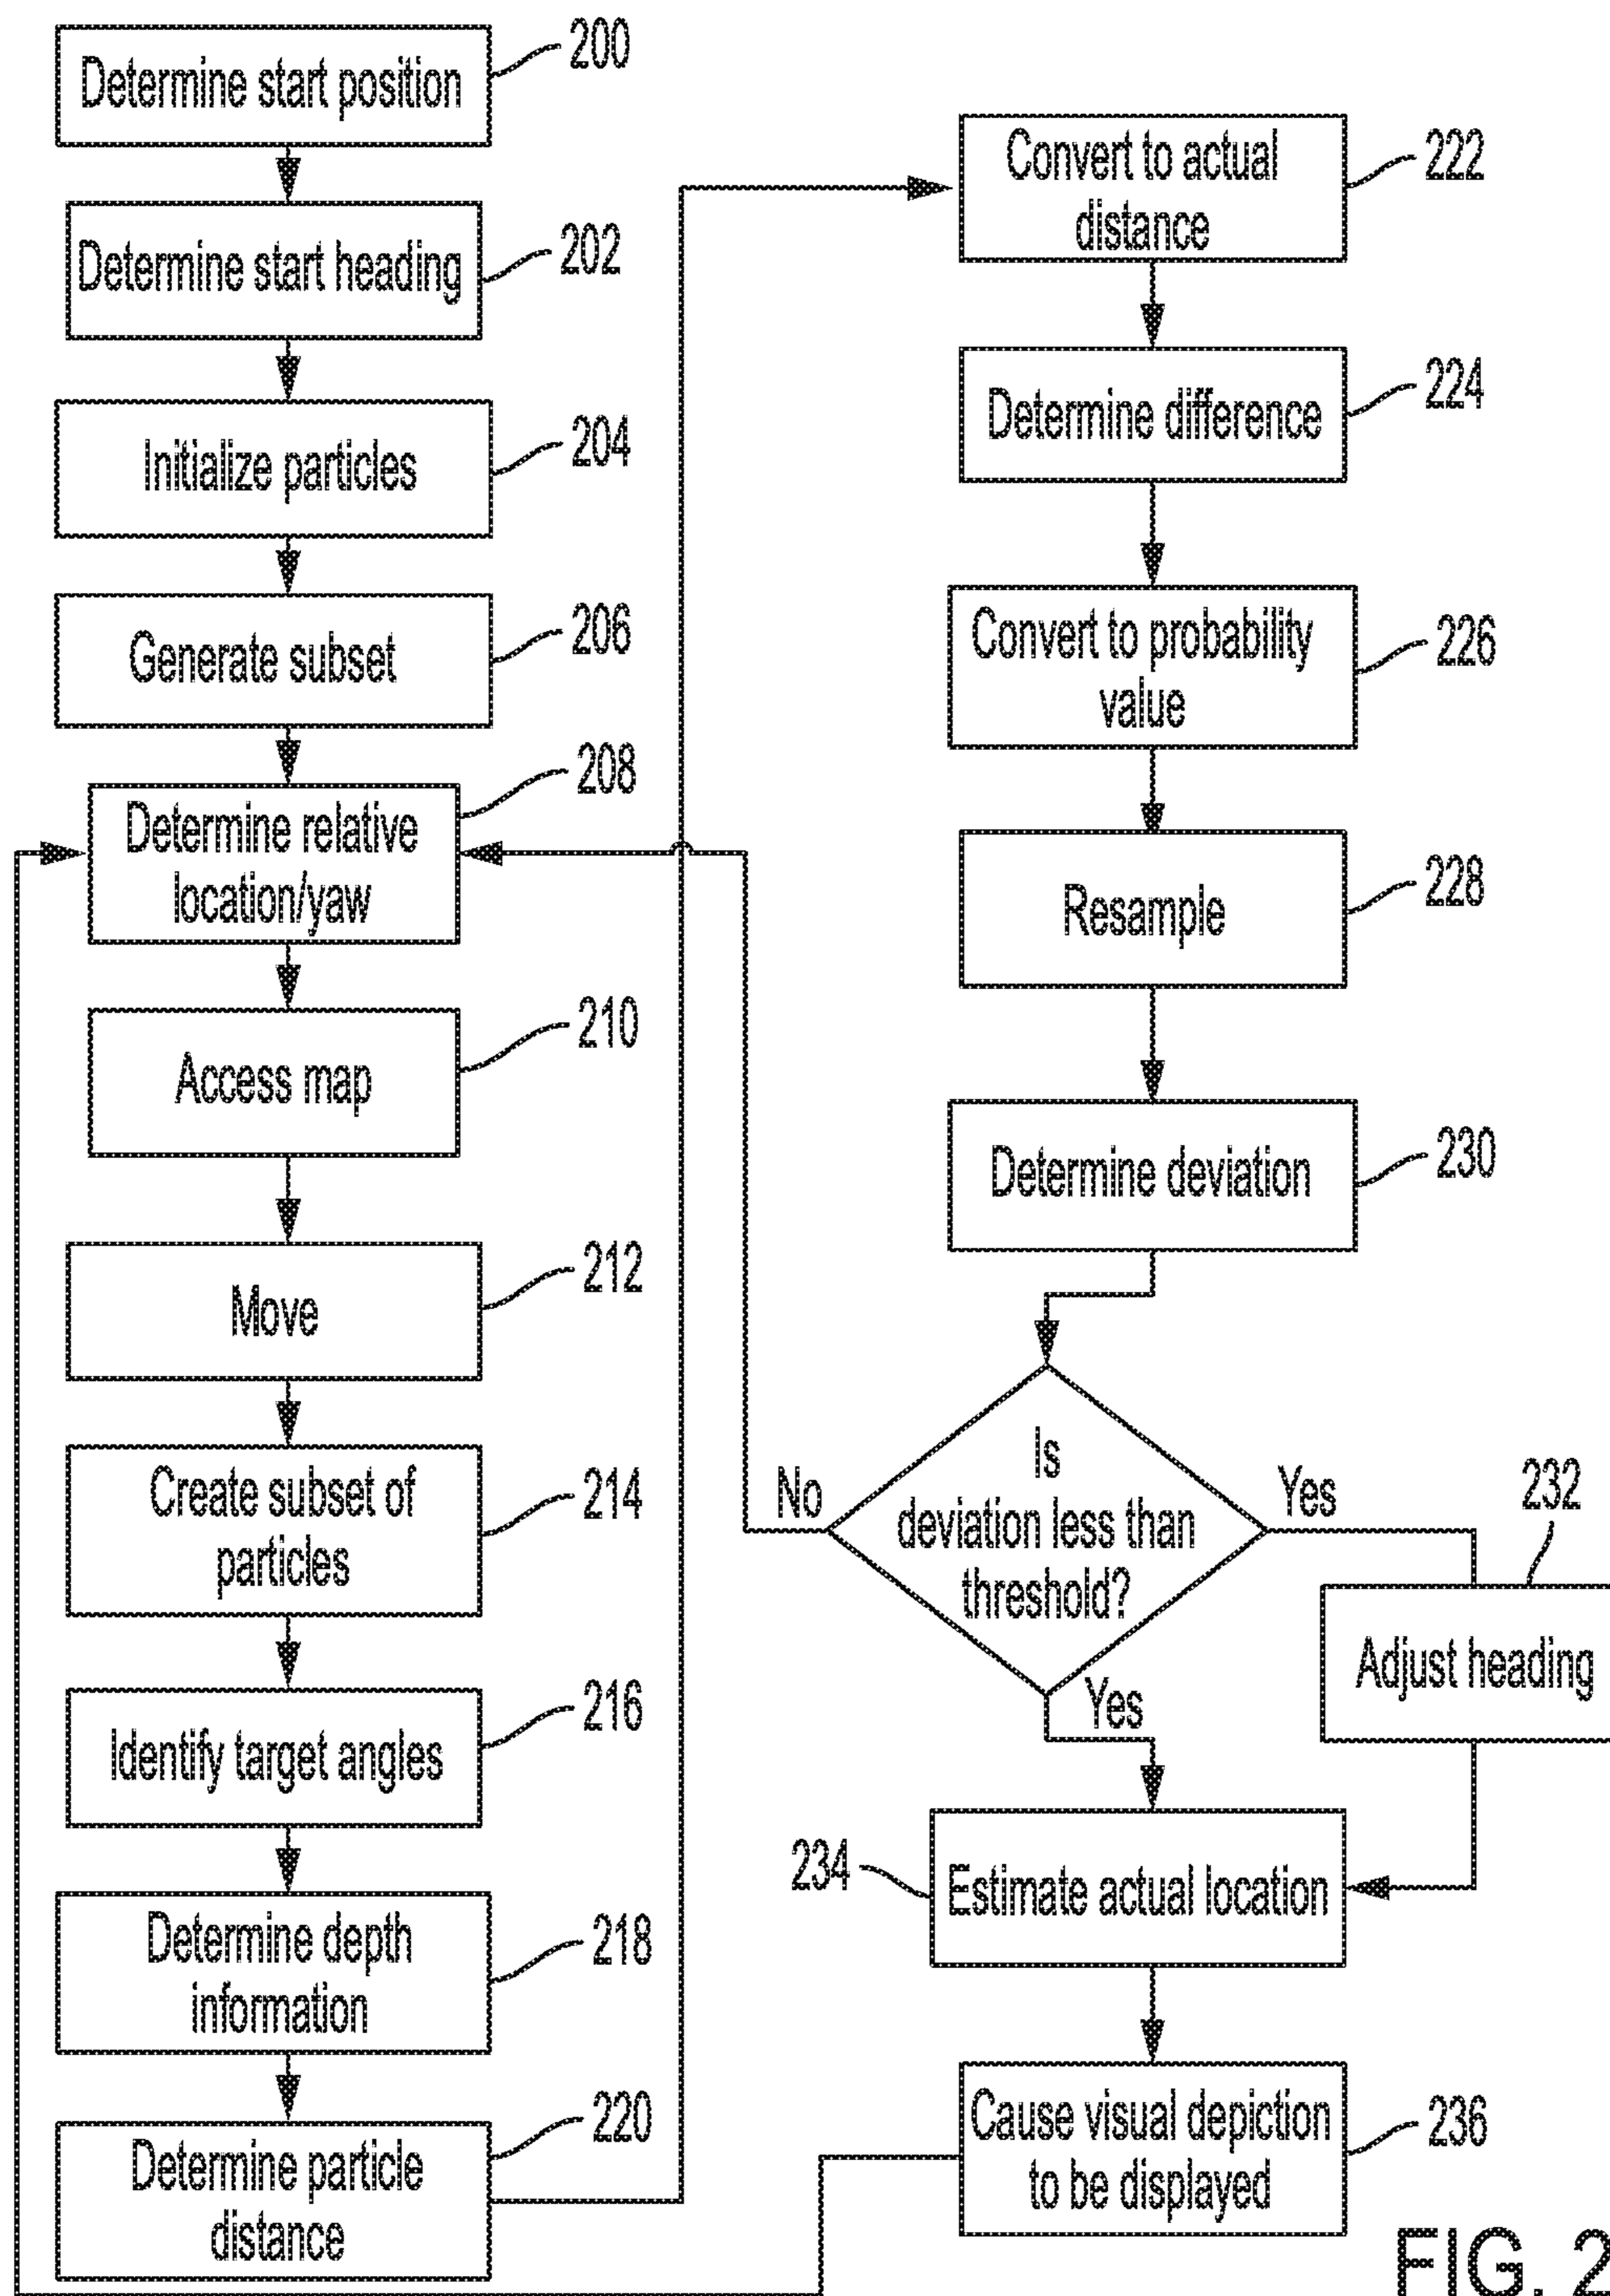 Determine start position
200
Determine start heading
202
Initialize particles
204
Generate subset
206
Determine relative
location/yaw
208
Access map
210
Move
212
Create subset of
particles
214
Identify target angles
216
Determine depth
information
218
Determine particle
distance
220
Convert to actual
distance
222
Determine difference
224
Convert to probability
value
226
Resample
228
Determine deviation
230
Is
deviation less than
threshold?
No
Yes
Yes
232
Adjust heading
234
Estimate actual location
Cause visual depiction
to be displayed
236
FIG. 2